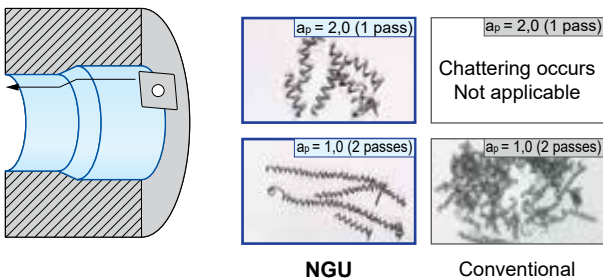 aₚ = 2,0 (1 pass)
aₚ = 2,0 (1 pass)
Chattering occurs
Not applicable
aₚ = 1,0 (2 passes)
aₚ = 1,0 (2 passes)
NGU
Conventional